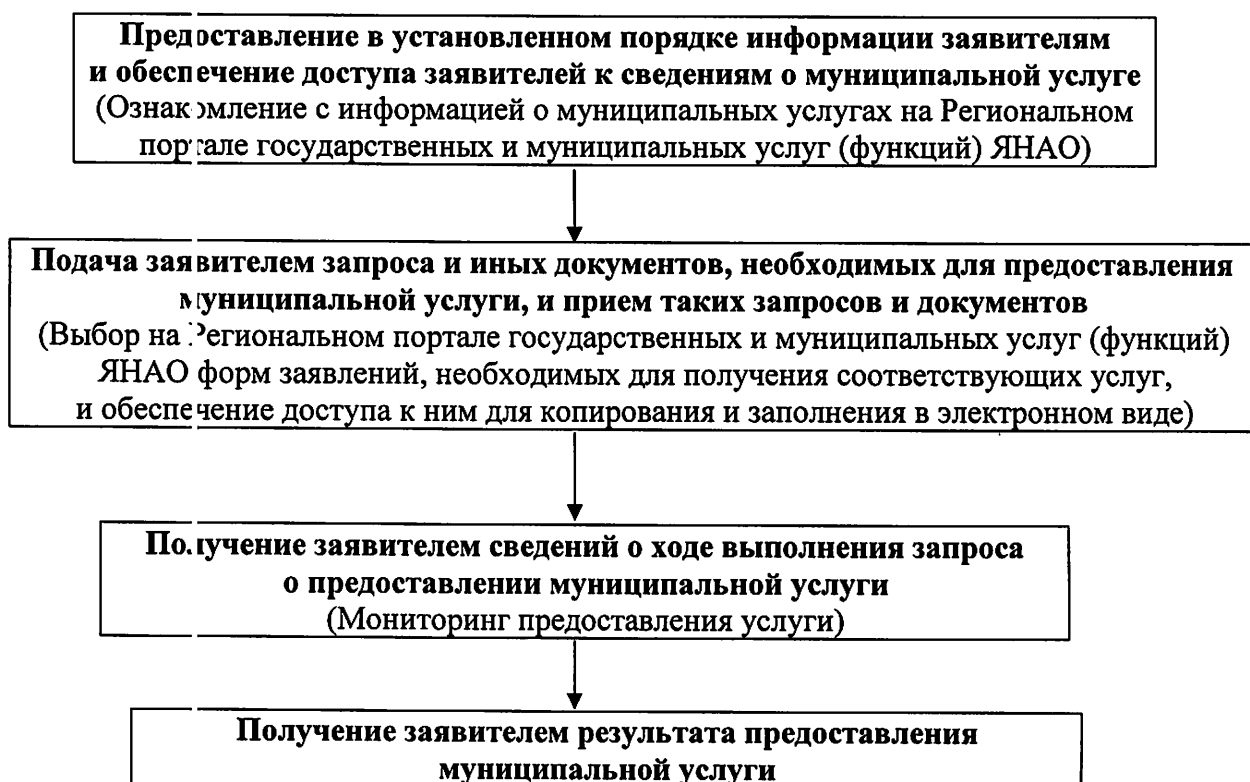 Предоставление в установленном порядке информации заявителям
и обеспечение доступа заявителей к сведениям о муниципальной услуге
(Ознакомление с информацией о муниципальных услугах на Региональном
портале государственных и муниципальных услуг (функций) ЯНАО)
Подача заявителем запроса и иных документов, необходимых для предоставления
муниципальной услуги, и прием таких запросов и документов
(Выбор на Региональном портале государственных и муниципальных услуг (функций)
ЯНАО форм заявлений, необходимых для получения соответствующих услуг,
и обеспечение доступа к ним для копирования и заполнения в электронном виде)
Получение заявителем сведений о ходе выполнения запроса
о предоставлении муниципальной услуги
(Мониторинг предоставления услуги)
Получение заявителем результата предоставления
муниципальной услуги